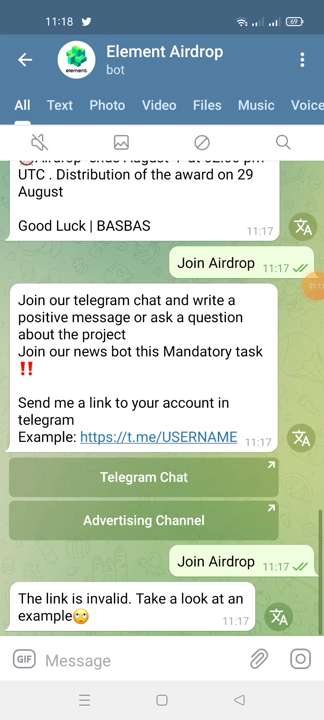 11:18
69
Element Airdrop
element
bot
All Text Photo Video Files Music Voice
UTC . Distribution of the award on 29
August
Good Luck | BASBAS
11:17
Join Airdrop 11:17
Join our telegram chat and write a
positive message or ask a question
about the project
Join our news bot this Mandatory task
‼️
Send me a link to your account in
telegram
Example: https://t.me/USERNAME 11:17
Telegram Chat
Advertising Channel
Join Airdrop 11:17
The link is invalid. Take a look at an
example🙄 11:17
GIF Message